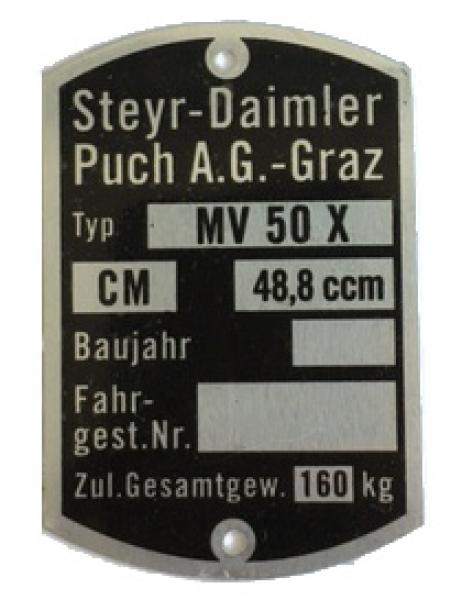 Steyr-Daimler
Puch A.G.-Graz
Typ MV 50 X
CM 48,8 ccm
Baujahr
Fahr-
gest.Nr.
Zul.Gesamtgew. 160 kg